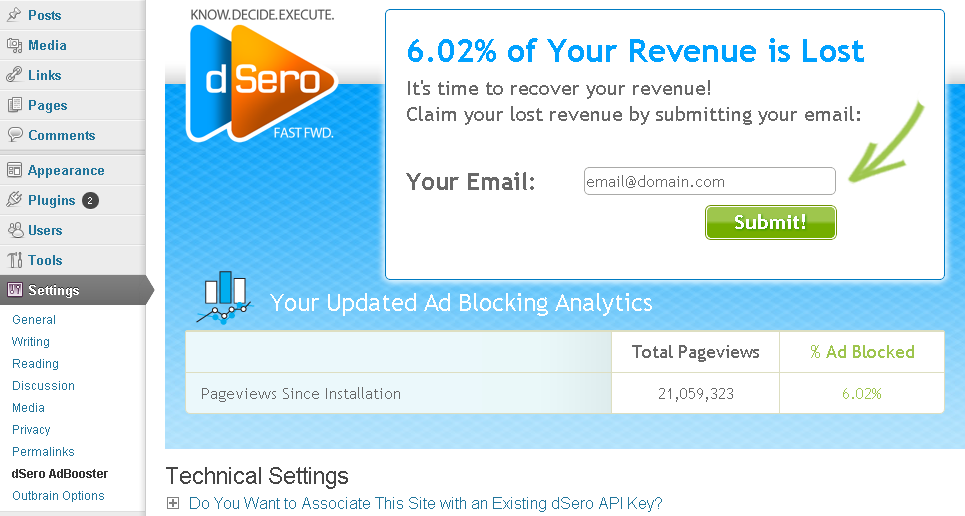 Posts
Media
Links
Pages
Comments
Appearance
Plugins 2
Users
Tools
Settings
General
Writing
Reading
Discussion
Media
Privacy
Permalinks
dSero AdBooster
Outbrain Options
KNOW.DECIDE.EXECUTE.
dSero
FAST FWD.
6.02% of Your Revenue is Lost
It's time to recover your revenue!
Claim your lost revenue by submitting your email:
Your Email: email@domain.com
Submit!
Your Updated Ad Blocking Analytics
Total Pageviews % Ad Blocked
Pageviews Since Installation 21,059,323 6.02%
Technical Settings
Do You Want to Associate This Site with an Existing dSero API Key?